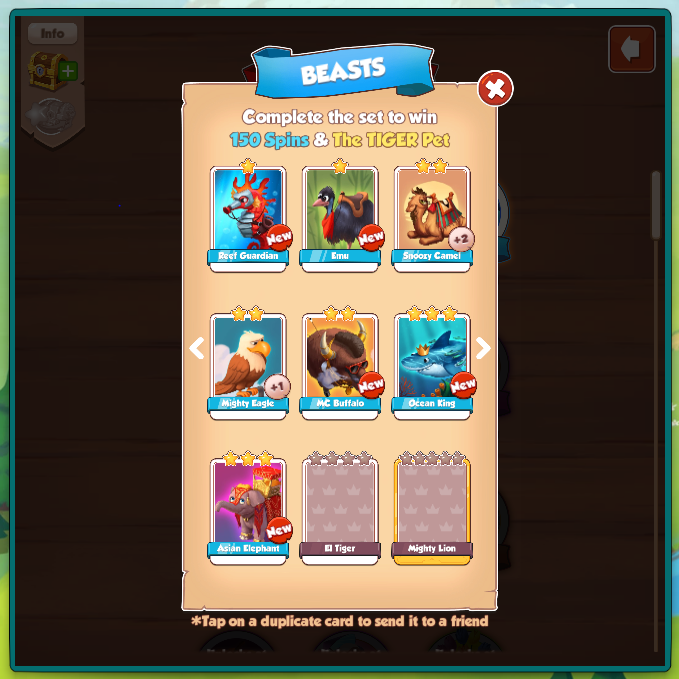 Info
BEASTS
Complete the set to win
150 Spins & The TIGER Pet
New
New
+2
Reef Guardian
Emu
Snoozy Camel
+1
New
New
Mighty Eagle
MC Buffalo
Ocean King
New
Asian Elephant
El Tiger
Mighty Lion
*Tap on a duplicate card to send it to a friend